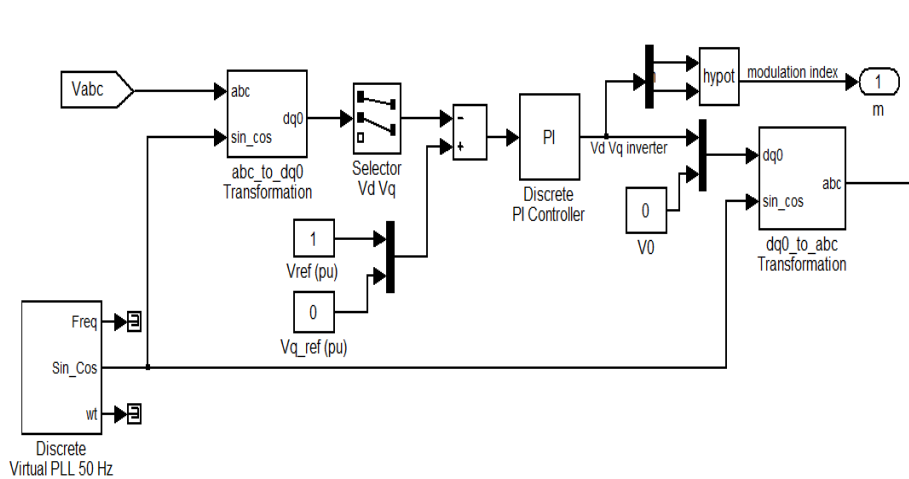 Vabc
abc
sin_cos
dq0
abc_to_dq0
Transformation
Selector
Vd Vq
-
+
PI
Discrete
PI Controller
hypot
modulation index
1
m
Vd Vq inverter
0
V0
dq0
sin_cos
abc
dq0_to_abc
Transformation
1
Vref (pu)
0
Vq_ref (pu)
Freq
Sin_Cos
wt
Discrete
Virtual PLL 50 Hz